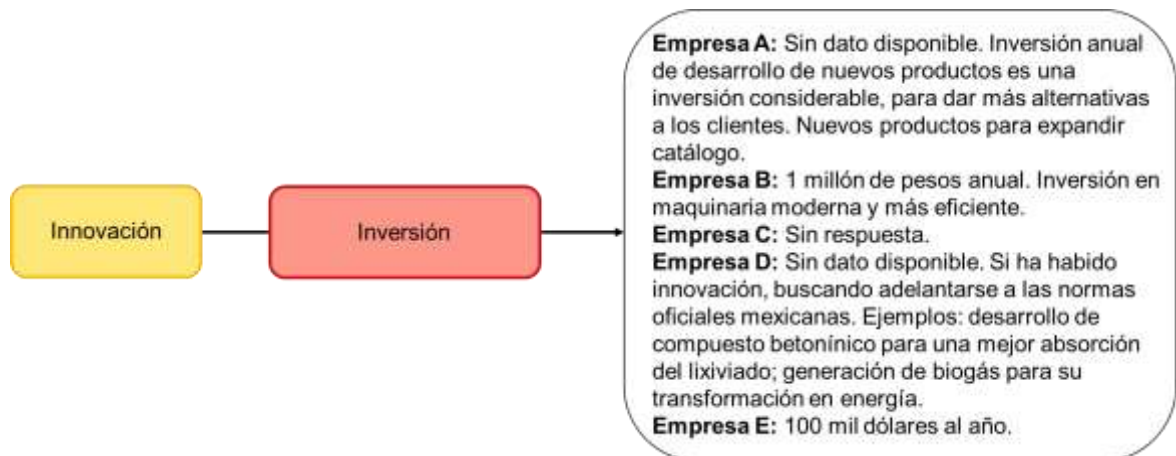 Innovación
Inversión
Empresa A: Sin dato disponible. Inversión anual
de desarrollo de nuevos productos es una
inversión considerable, para dar más alternativas
a los clientes. Nuevos productos para expandir
catálogo.
Empresa B: 1 millón de pesos anual. Inversión en
maquinaria moderna y más eficiente.
Empresa C: Sin respuesta.
Empresa D: Sin dato disponible. Si ha habido
innovación, buscando adelantarse a las normas
oficiales mexicanas. Ejemplos: desarrollo de
compuesto betonínico para una mejor absorción
del lixiviado; generación de biogás para su
transformación en energía.
Empresa E: 100 mil dólares al año.